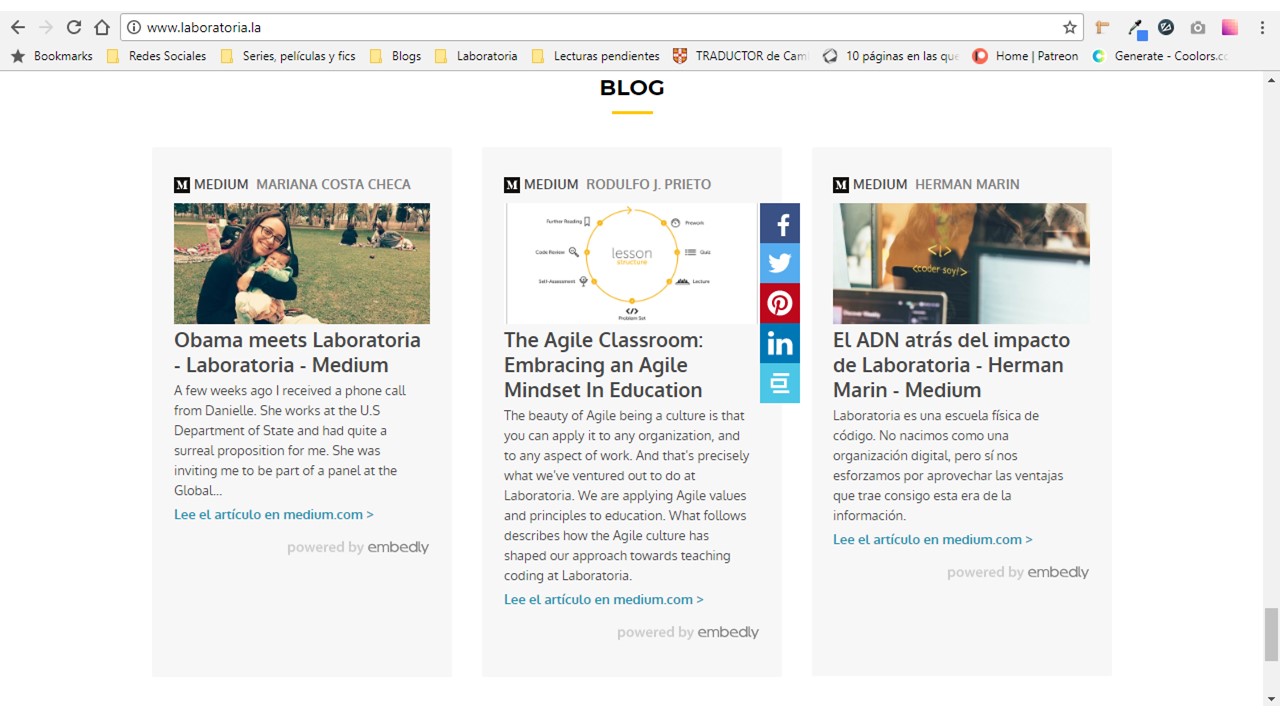 www.laboratoria.la
Bookmarks Redes Sociales Series, películas y fics Blogs Laboratoria Lecturas pendientes TRADUCTOR de Cam 10 páginas en las que Home | Patreon Generate - Coolors.cc
BLOG
M MEDIUM MARIANA COSTA CHECA
Obama meets Laboratoria
- Laboratoria - Medium
A few weeks ago I received a phone call
from Danielle. She works at the U.S
Department of State and had quite a
surreal proposition for me. She was
inviting me to be part of a panel at the
Global...
Lee el artículo en medium.com >
powered by embedly
M MEDIUM RODULFO J. PRIETO
Further Reading
Prework
Code Review
lesson
structure
Quiz
Self-Assessment
Lecture
</>
Problem Set
The Agile Classroom:
Embracing an Agile
Mindset In Education
The beauty of Agile being a culture is that
you can apply it to any organization, and
to any aspect of work. And that's precisely
what we've ventured out to do at
Laboratoria. We are applying Agile values
and principles to education. What follows
describes how the Agile culture has
shaped our approach towards teaching
coding at Laboratoria.
Lee el artículo en medium.com >
powered by embedly
f
in
M MEDIUM HERMAN MARIN
<|>
<coder soy/>
Discover Weekly
El ADN atrás del impacto
de Laboratoria - Herman
Marin - Medium
Laboratoria es una escuela física de
código. No nacimos como una
organización digital, pero sí nos
esforzamos por aprovechar las ventajas
que trae consigo esta era de la
información.
Lee el artículo en medium.com >
powered by embedly